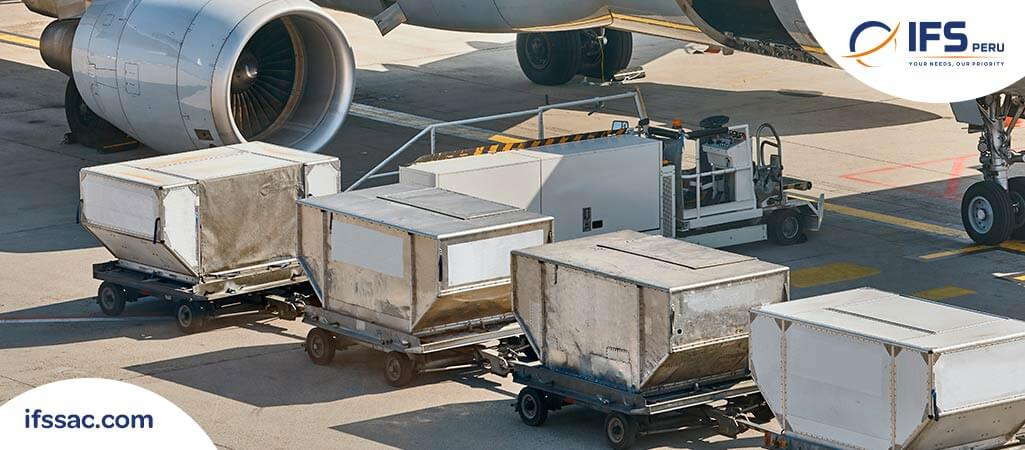 IFS PERU
YOUR NEEDS, OUR PRIORITY
ifssac.com